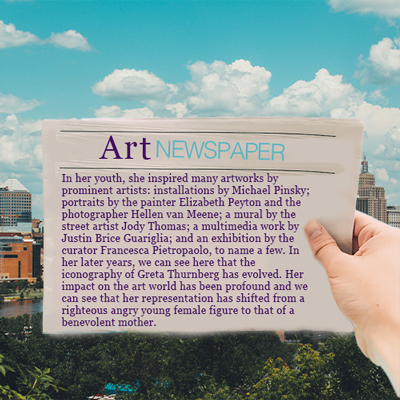 Art NEWSPAPER
In her youth, she inspired many artworks by
prominent artists: installations by Michael Pinsky;
portraits by the painter Elizabeth Peyton and the
photographer Hellen van Meene; a mural by the
street artist Jody Thomas; a multimedia work by
Justin Brice Guariglia; and an exhibition by the
curator Francesca Pietropaolo, to name a few. In
her later years, we can see here that the
iconography of Greta Thurnberg has evolved. Her
impact on the art world has been profound and we
can see that her representation has shifted from a
righteous angry young female figure to that of a
benevolent mother.